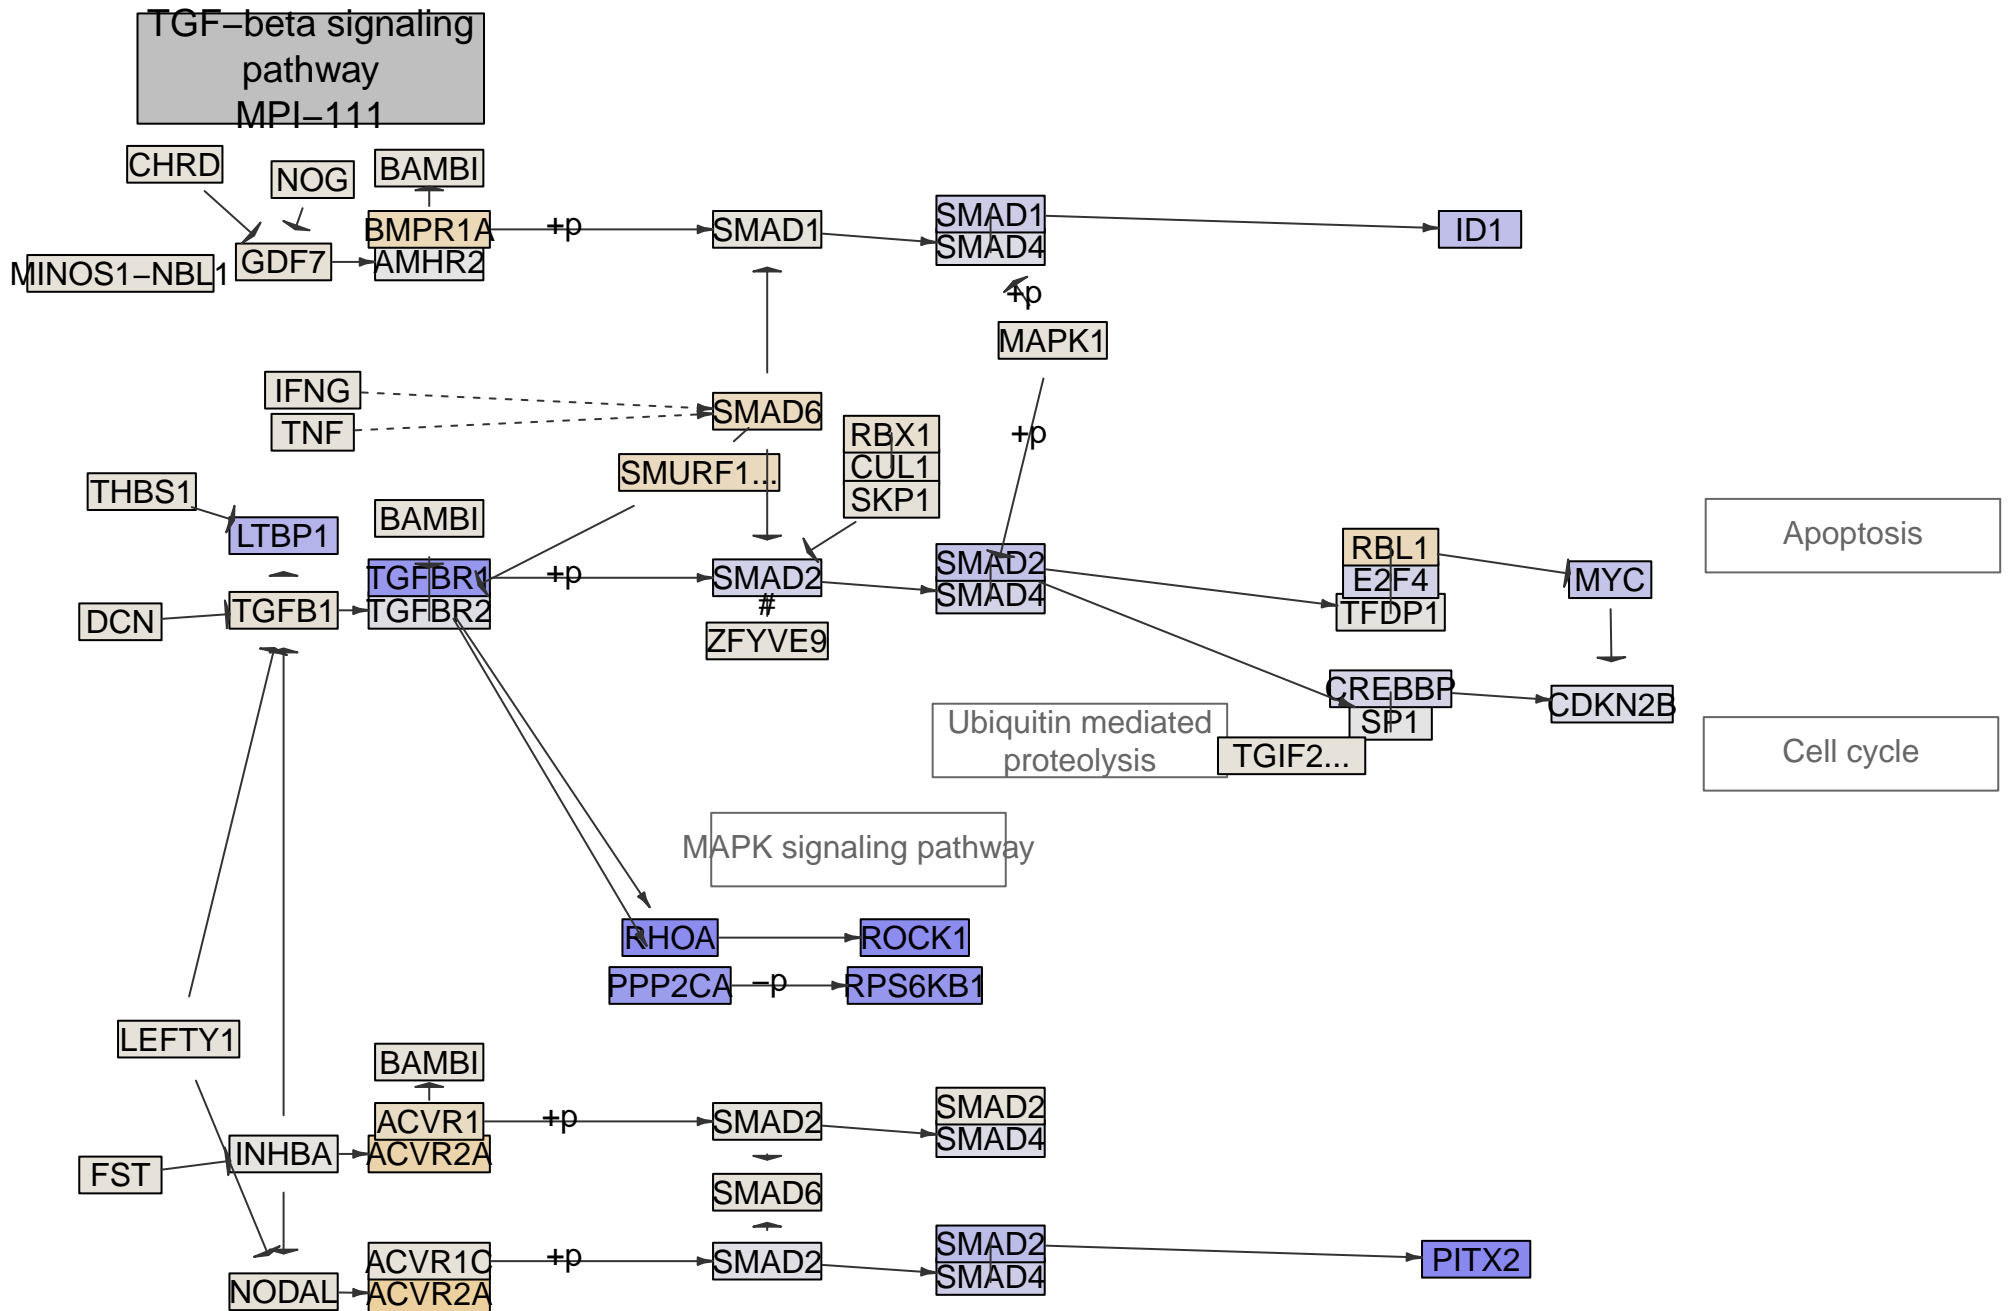 TGF−beta signaling
pathway
MPI−111
CHRD
NOG
BAMBI
BMPR1A
+p
SMAD1
SMAD1
SMAD4
ID1
MINOS1−NBL1
GDF7
AMHR2
+p
MAPK1
IFNG
TNF
SMAD6
RBX1
CUL1
SKP1
+p
SMURF1...
THBS1
LTBP1
BAMBI
TGFBR1
TGFBR2
+p
SMAD2
#
ZFYVE9
SMAD2
SMAD4
RBL1
E2F4
TFDP1
MYC
Apoptosis
DCN
TGFB1
CREBBP
SP1
TGIF2...
CDKN2B
Ubiquitin mediated
proteolysis
Cell cycle
MAPK signaling pathway
RHOA
ROCK1
PPP2CA
−p
RPS6KB1
LEFTY1
BAMBI
ACVR1
ACVR2A
+p
SMAD2
SMAD2
SMAD4
FST
INHBA
SMAD6
NODAL
ACVR1C
ACVR2A
+p
SMAD2
SMAD2
SMAD4
PITX2